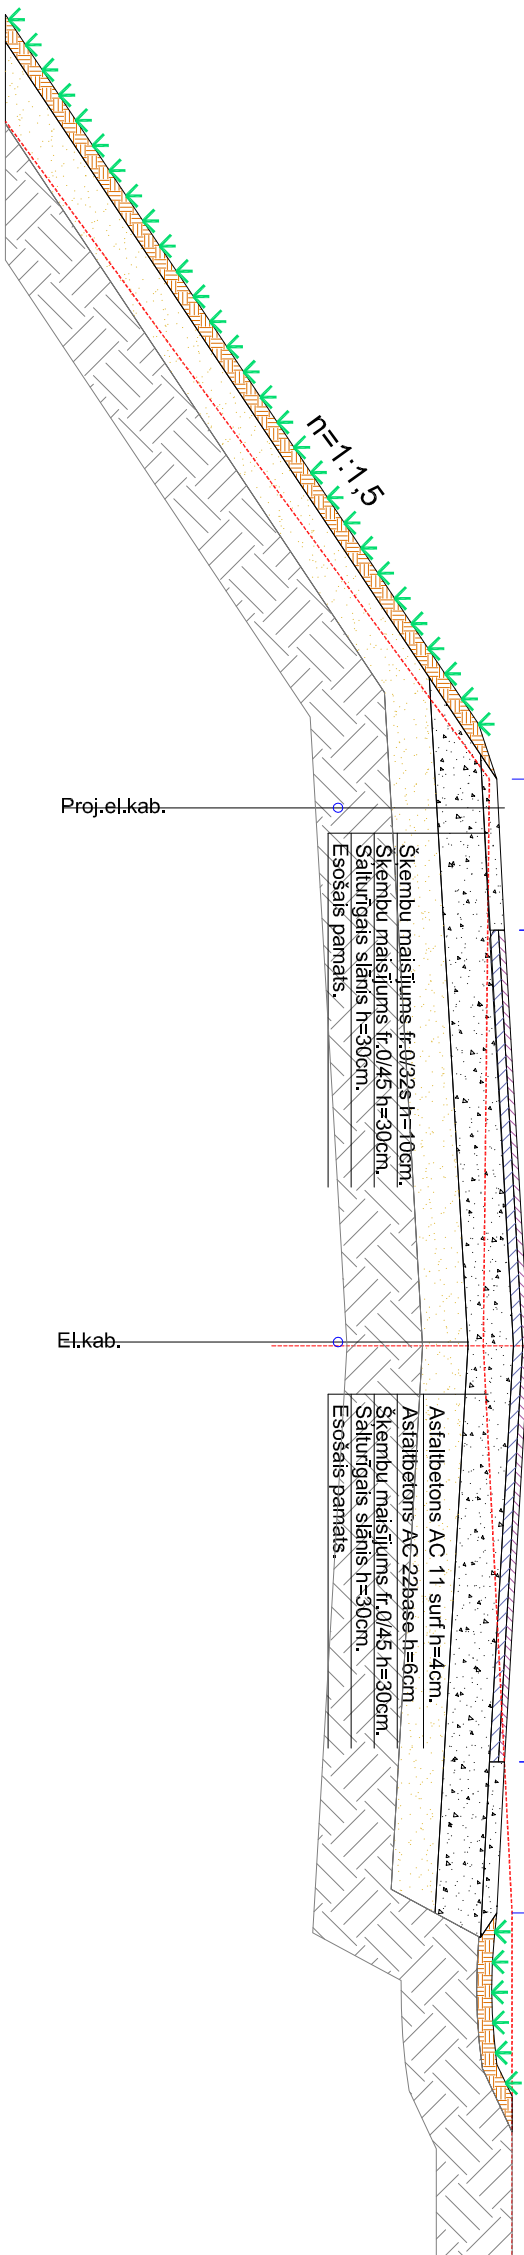 n=1:1,5
Proj.el.kab.
Šķembu maisījums fr.0/32s h=10cm.
Šķembu maisījums fr.0/45 h=30cm.
Salturīgais slānis h=30cm.
Esošais pamats.
El.kab.
Asfaltbetons AC 11 surf h=4cm.
Asfaltbetons AC 22base h=6cm
Šķembu maisījums fr.0/45 h=30cm.
Salturīgais slānis h=30cm.
Esošais pamats.